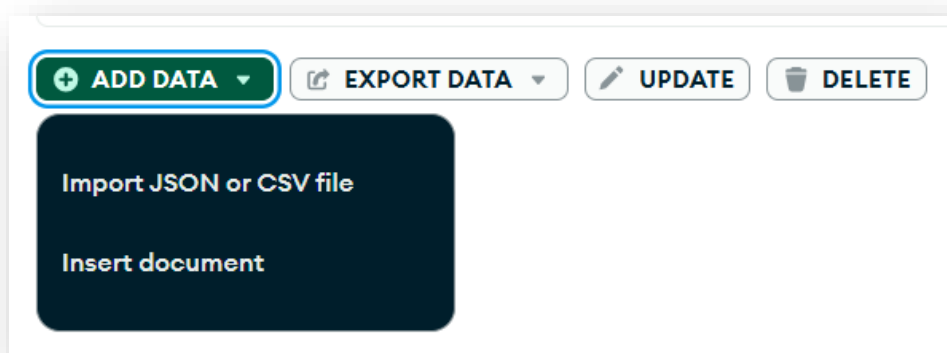 ADD DATA EXPORT DATA UPDATE DELETE
Import JSON or CSV file
Insert document